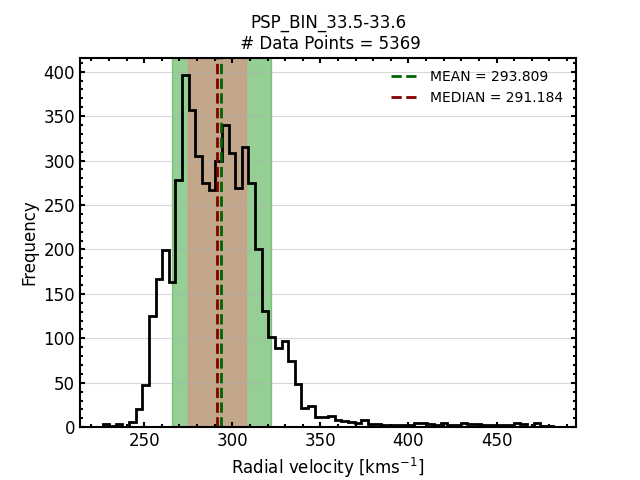 PSP_BIN_33.5-33.6
# Data Points = 5369
MEAN = 293.809
MEDIAN = 291.184
400
350
300
250
200
150
100
50
0
Frequency
250 300 350 400 450
Radial velocity [kms⁻¹]